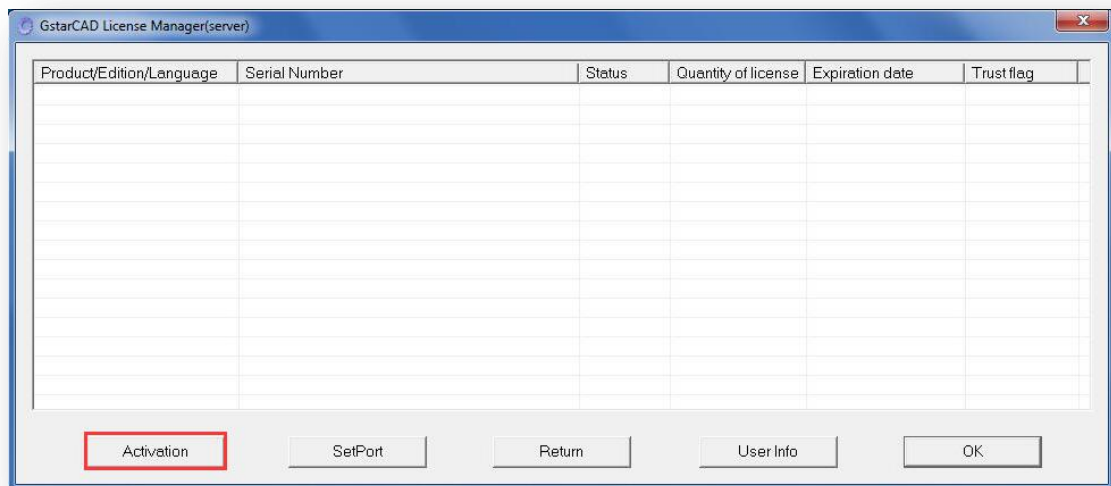 GstarCAD License Manager(server)
Product/Edition/Language Serial Number Status Quantity of license Expiration date Trust flag
Activation SetPort Return User Info OK